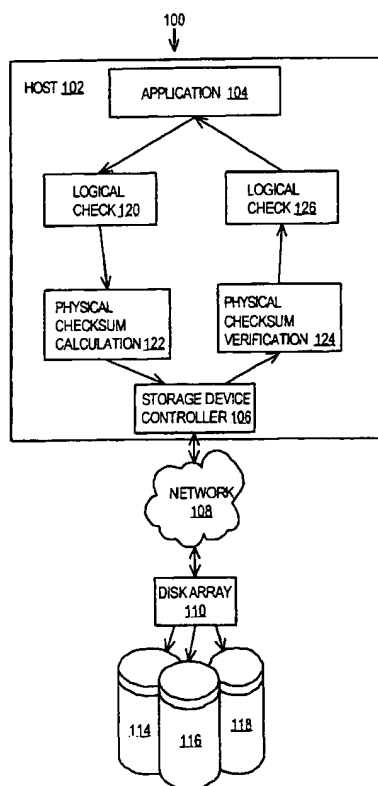 100
HOST 102
APPLICATION 104
LOGICAL
CHECK 120
LOGICAL
CHECK 126
PHYSICAL
CHECKSUM
CALCULATION 122
PHYSICAL
CHECKSUM
VERIFICATION 124
STORAGE DEVICE
CONTROLLER 106
NETWORK
108
DISK ARRAY
110
114
116
118